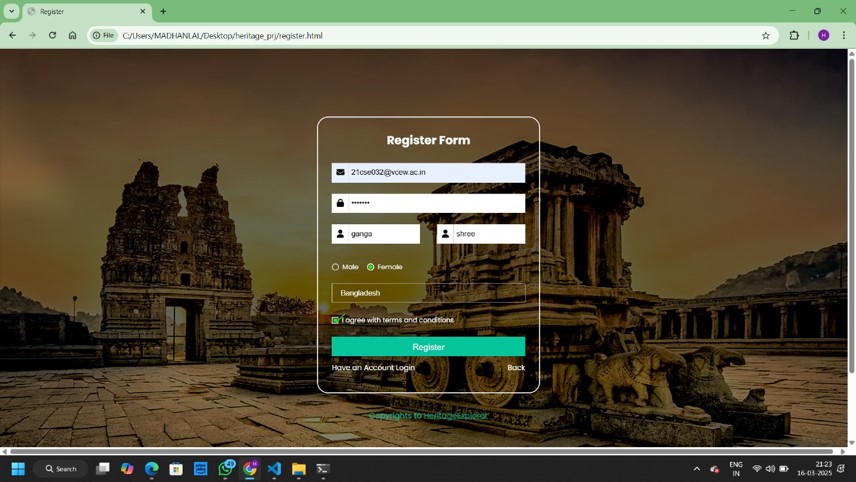 Register
File
C:/Users/MADHANLAL/Desktop/heritage_prj/register.html
H
Register Form
21cse032@vcew.ac.in
•••••••
ganga
shree
Male
Female
Bangladesh
I agree with terms and conditions
Register
Have an Account Login
Back
Copyrights to HeritageExplorer
Search
ENG
IN
21:23
16-03-2025